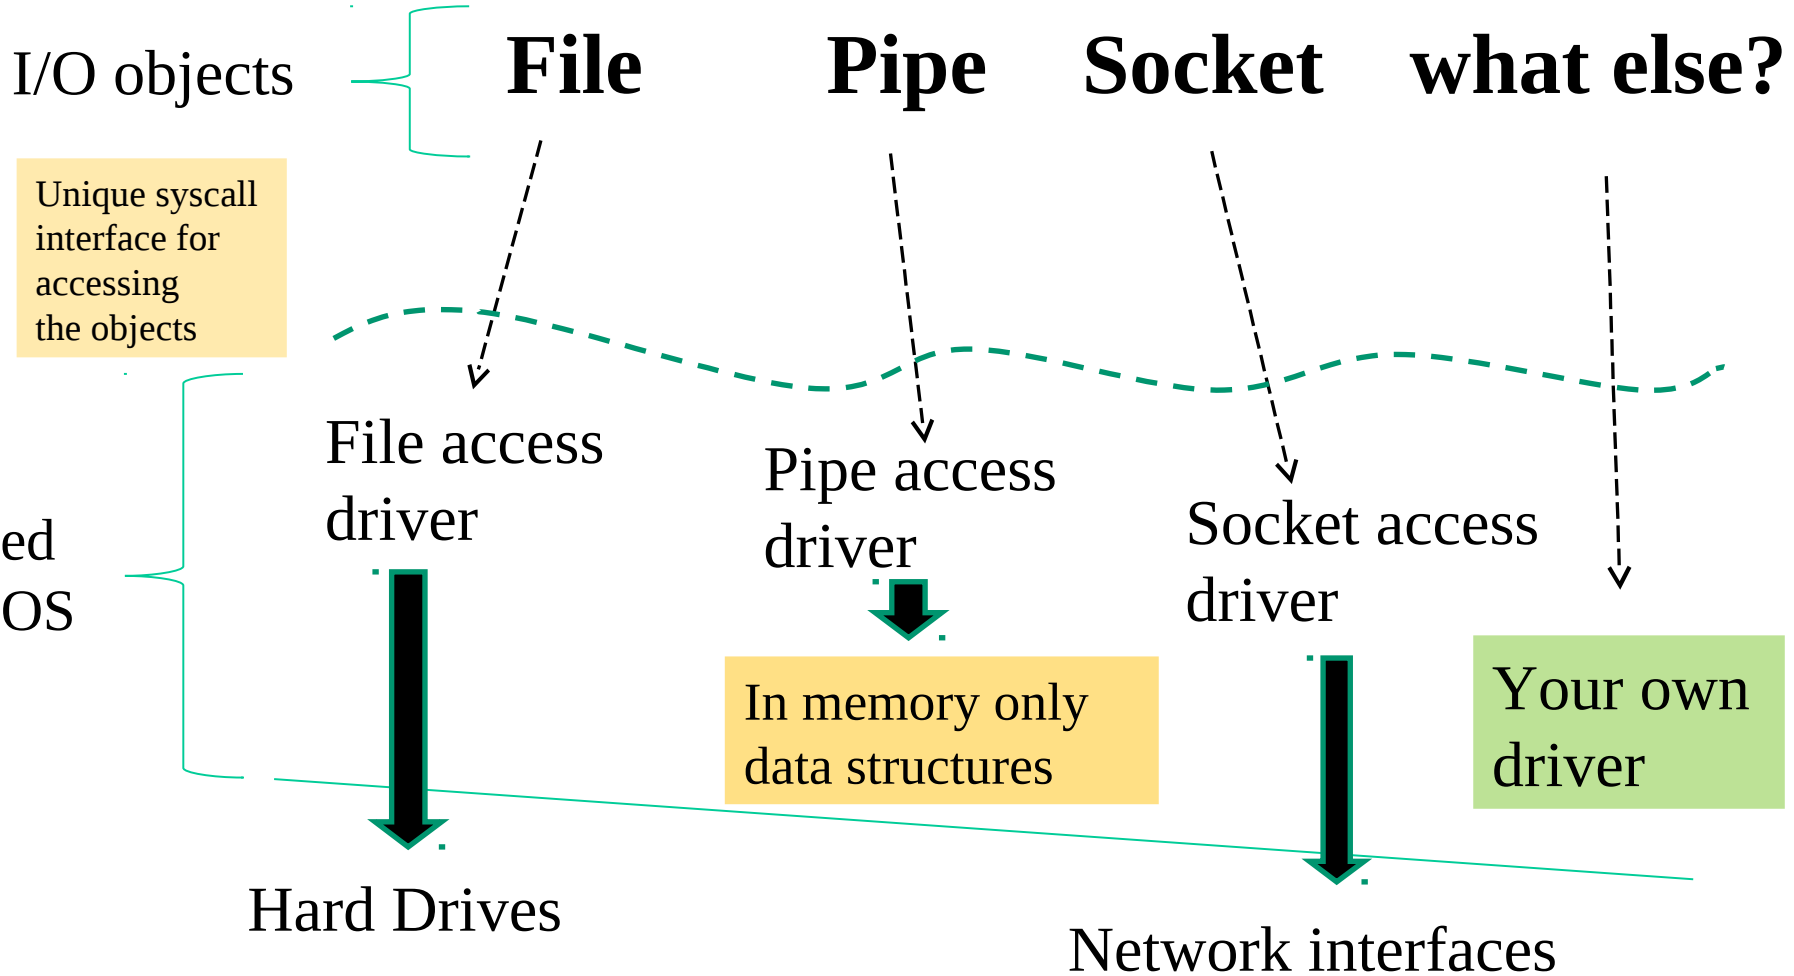 I/O objects
File
Pipe
Socket
what else?
Unique syscall
interface for
accessing
the objects
File access
driver
Pipe access
driver
Socket access
driver
ed
OS
In memory only
data structures
Your own
driver
Hard Drives
Network interfaces